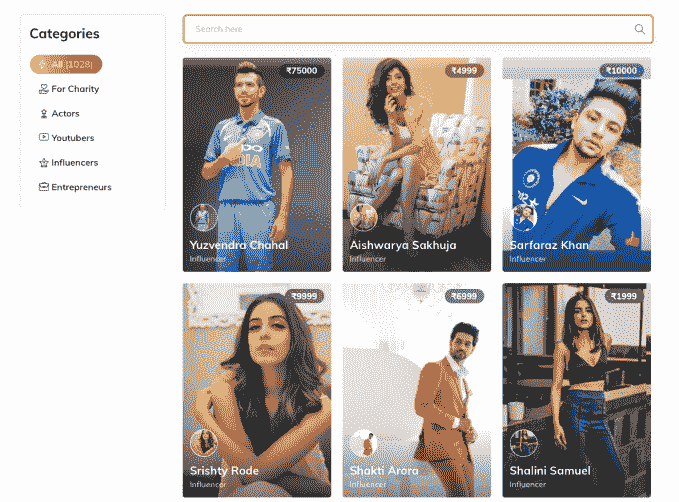 Categories
All (1028)
For Charity
Actors
Youtubers
Influencers
Entrepreneurs
Search here
₹75000
INDIA
Yuzvendra Chahal
Influencer
₹4999
Aishwarya Sakhuja
Influencer
₹10000
Sarfaraz Khan
Influencer
₹9999
Srishty Rode
Influencer
₹6999
Shakti Arora
Influencer
₹1999
Shalini Samuel
Influencer